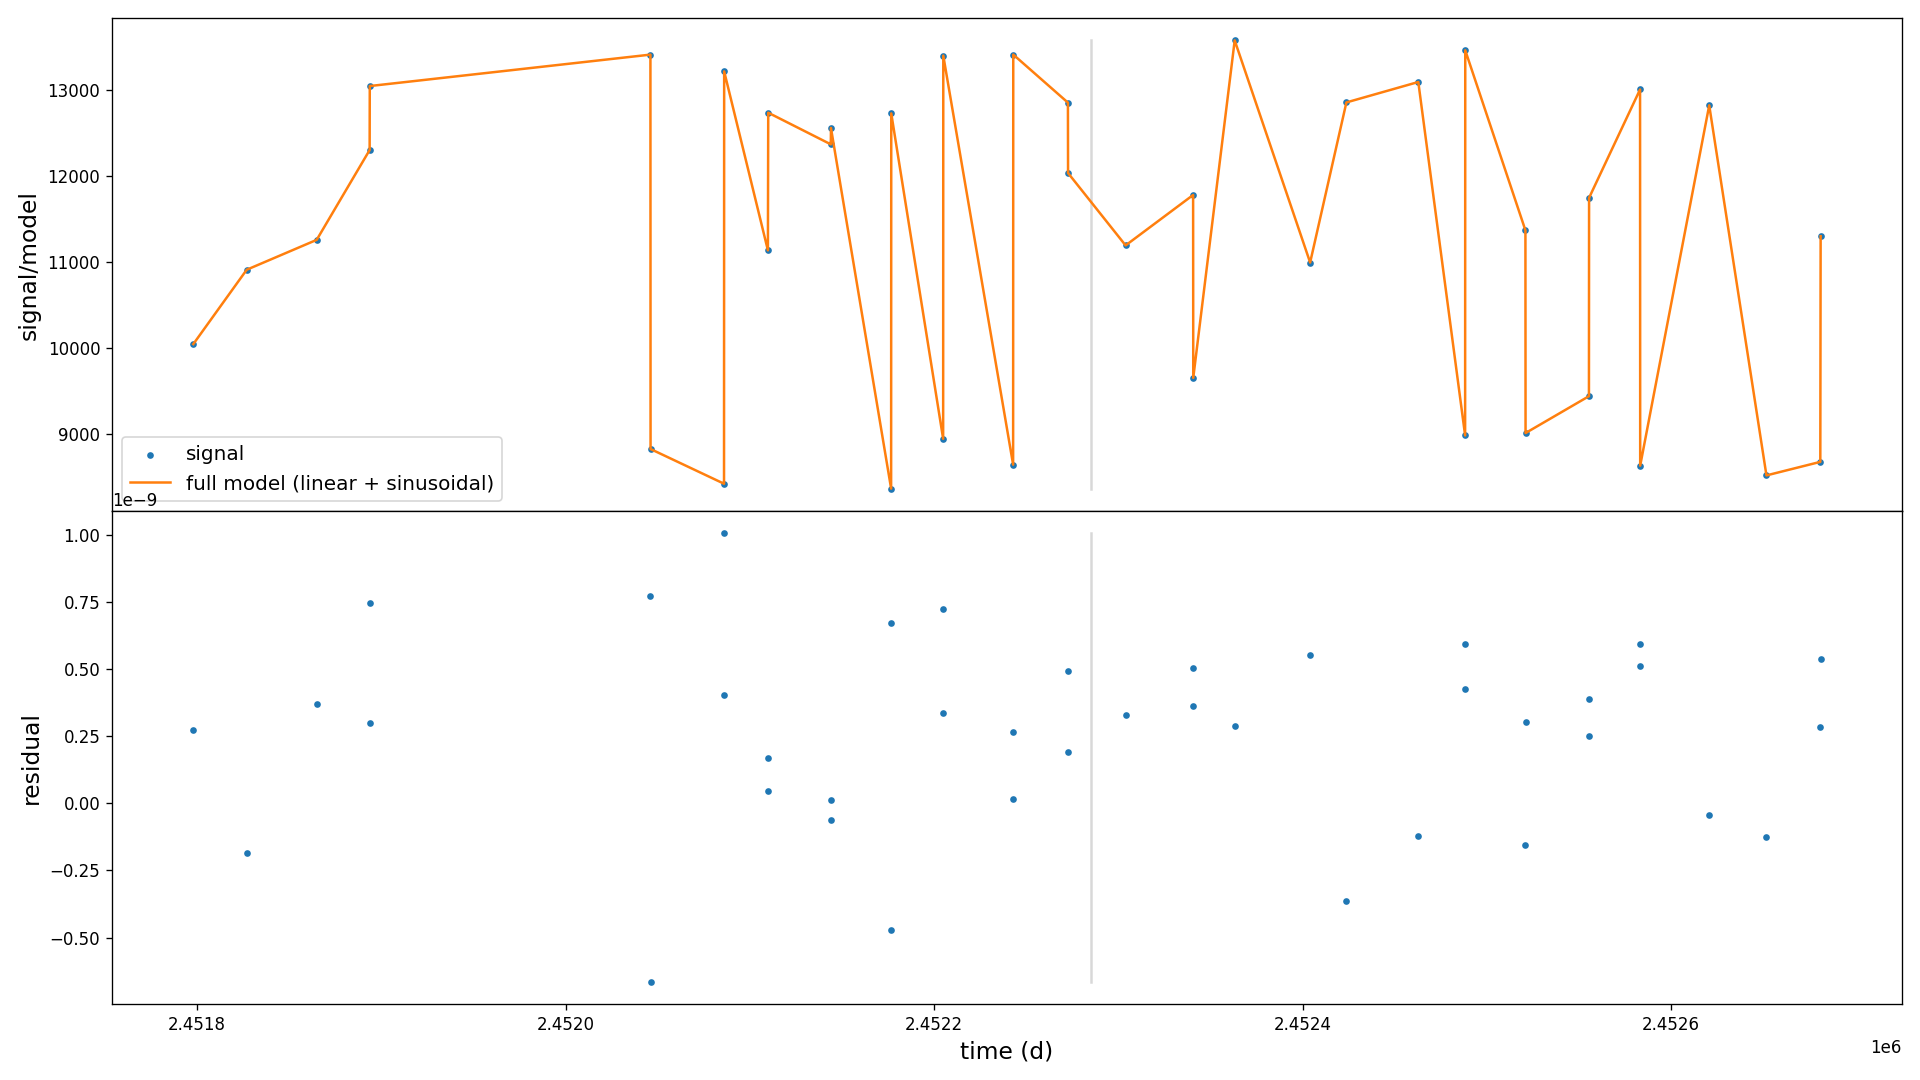 signal/model
13000
12000
11000
10000
9000
signal
full model (linear + sinusoidal)
1e−9
residual
1.00
0.75
0.50
0.25
0.00
−0.25
−0.50
2.4518
2.4520
2.4522
2.4524
2.4526
time (d)
1e6